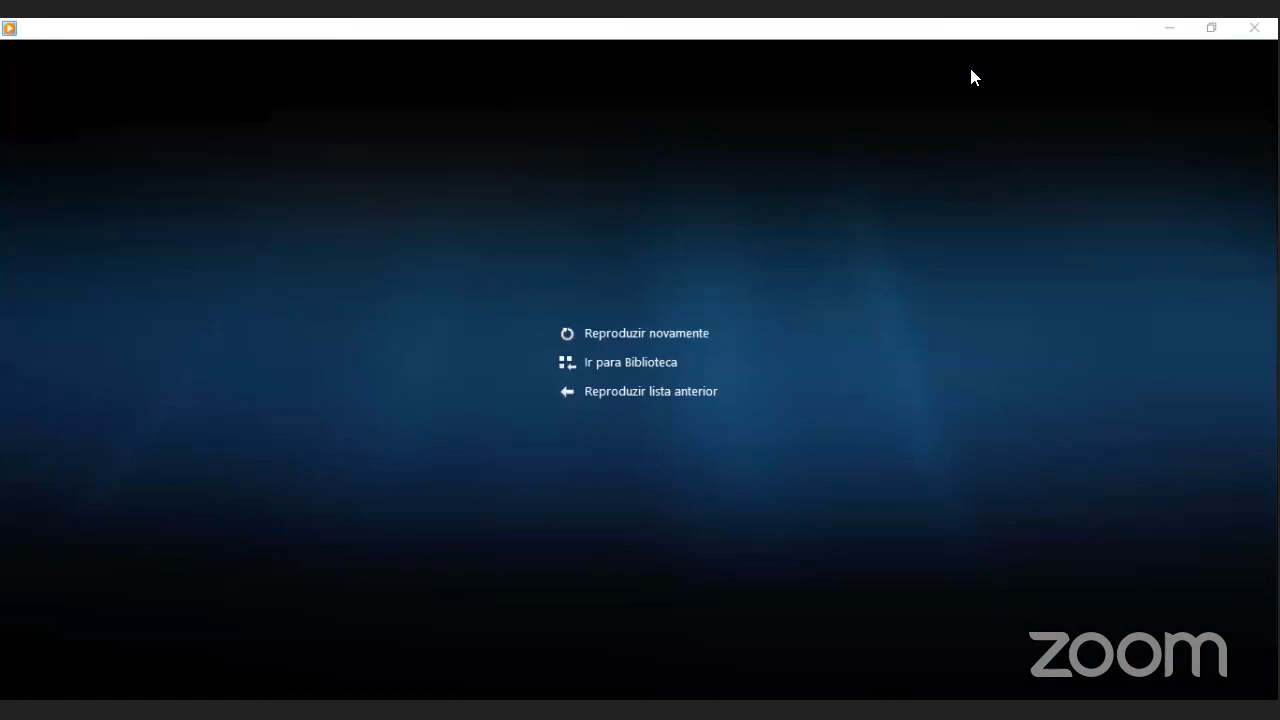 Reproduzir novamente
Ir para Biblioteca
Reproduzir lista anterior
zoom